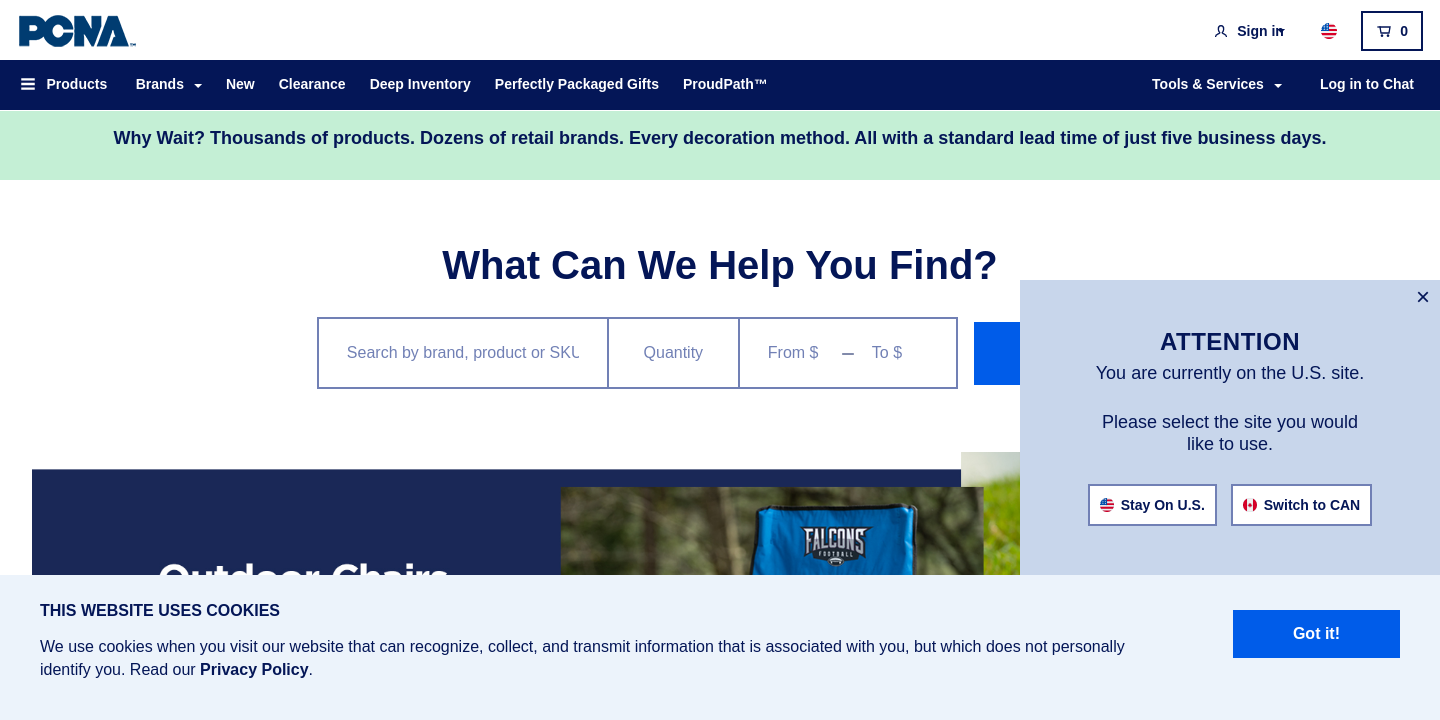 PCNA™
Sign in
0
Products
Brands
New
Clearance
Deep Inventory
Perfectly Packaged Gifts
ProudPath™
Tools & Services
Log in to Chat
Why Wait? Thousands of products. Dozens of retail brands. Every decoration method. All with a standard lead time of just five business days.
What Can We Help You Find?
Search by brand, product or SKU
Quantity
From $ – To $
×
ATTENTION
You are currently on the U.S. site.
Please select the site you would
like to use.
Stay On U.S.
Switch to CAN
FALCONS
FOOTBALL
Outdoor Chairs
THIS WEBSITE USES COOKIES
We use cookies when you visit our website that can recognize, collect, and transmit information that is associated with you, but which does not personally
identify you. Read our Privacy Policy.
Got it!